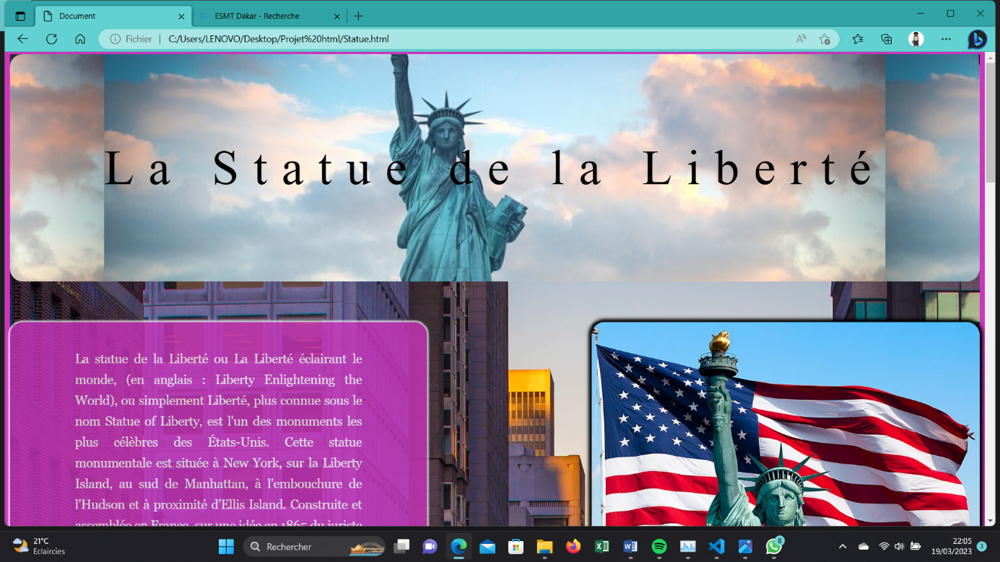 Document
ESMT Dakar - Recherche
Fichier
C:/Users/LENOVO/Desktop/Projet%20html/Statue.html
La Statue de la Liberté
La statue de la Liberté ou La Liberté éclairant le
monde, (en anglais : Liberty Enlightening the
World), ou simplement Liberté, plus connue sous le
nom Statue of Liberty, est l'un des monuments les
plus célèbres des États-Unis. Cette statue
monumentale est située à New York, sur la Liberty
Island, au sud de Manhattan, à l'embouchure de
l'Hudson et à proximité d'Ellis Island. Construite et
assemblée en France, sur une idée en 1865 du juriste
21°C
Eclaircies
Rechercher
8
22:05
19/03/2023
3